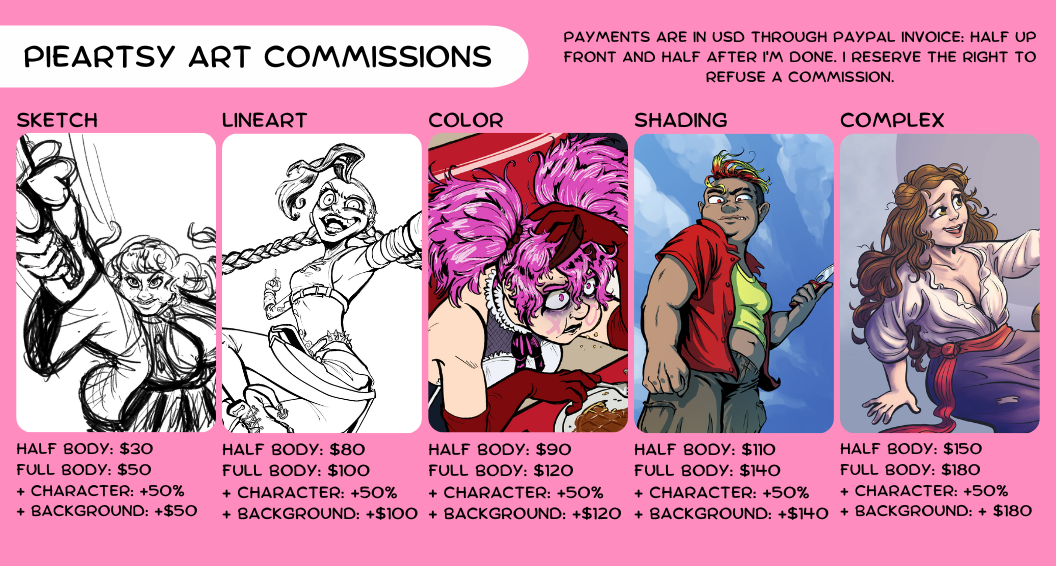 PIEARTSY ART COMMISSIONS
PAYMENTS ARE IN USD THROUGH PAYPAL INVOICE: HALF UP
FRONT AND HALF AFTER I'M DONE. I RESERVE THE RIGHT TO
REFUSE A COMMISSION.
SKETCH
HALF BODY: $30
FULL BODY: $50
+ CHARACTER: +50%
+ BACKGROUND: +$50
LINEART
HALF BODY: $80
FULL BODY: $100
+ CHARACTER: +50%
+ BACKGROUND: +$100
COLOR
HALF BODY: $90
FULL BODY: $120
+ CHARACTER: +50%
+ BACKGROUND: +$120
SHADING
HALF BODY: $110
FULL BODY: $140
+ CHARACTER: +50%
+ BACKGROUND: +$140
COMPLEX
HALF BODY: $150
FULL BODY: $180
+ CHARACTER: +50%
+ BACKGROUND: + $180